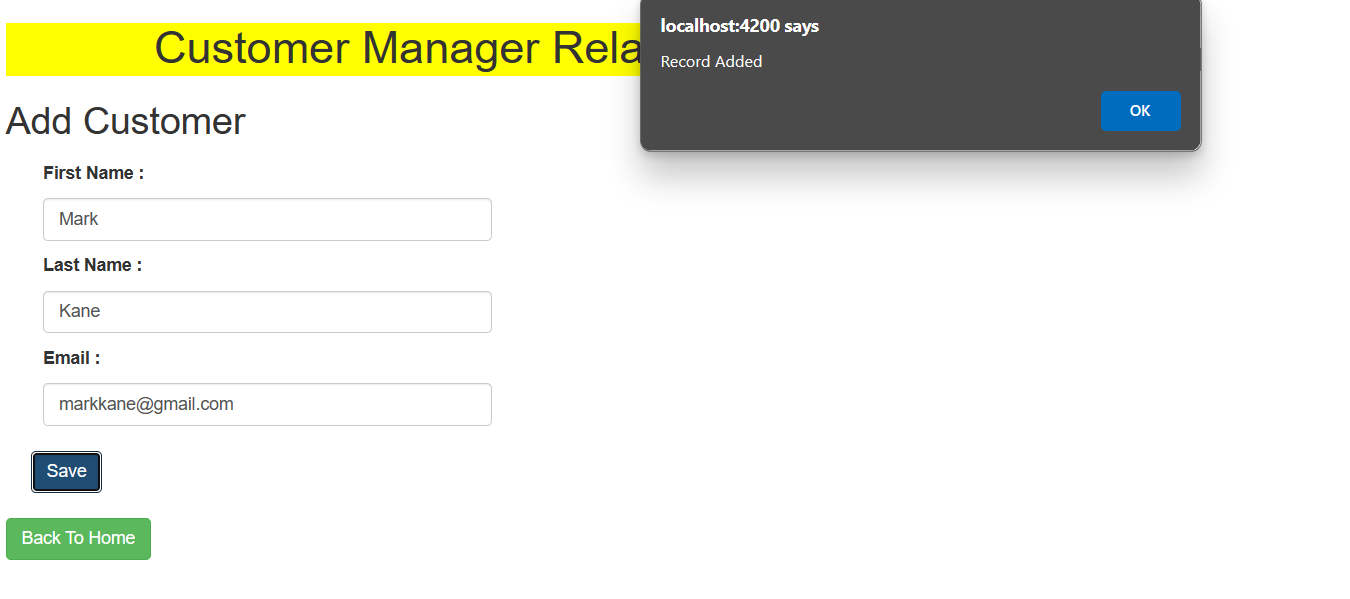 Customer Manager Rela
localhost:4200 says
Record Added
OK
Add Customer
First Name :
Mark
Last Name :
Kane
Email :
markkane@gmail.com
Save
Back To Home